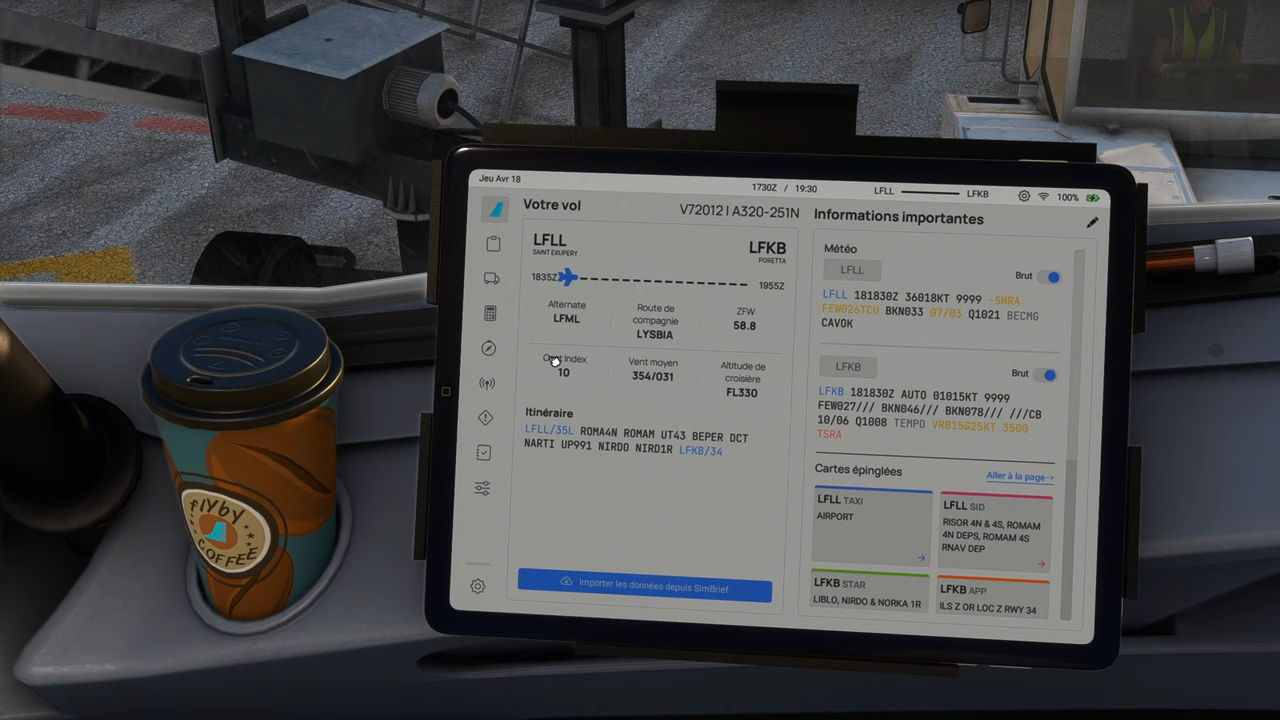 Jeu Avr 18
1730Z / 19:30
LFLL
LFKB
100%
Votre vol
V72012 | A320-251N
LFLL
SAINT EXUPERY
LFKB
PORETTA
1835Z
1955Z
Alternate
LFML
Route de
compagnie
LYSBIA
ZFW
58.8
Index
10
Vent moyen
354/031
Altitude de
croisière
FL330
Itinéraire
LFLL/35L ROMA4N ROMAM UT43 BEPER DCT
NARTI UP991 NIRDO NIRD1R LFKB/34
Importer les données depuis SimBrief
Informations importantes
Météo
LFLL
Brut
LFLL 181830Z 36018KT 9999 -SHRA
FEW026TCU BKN033 07/03 Q1021 BECMG
CAVOK
LFKB
Brut
LFKB 181830Z AUTO 01015KT 9999
FEW027/// BKN046/// BKN078/// ///CB
10/06 Q1008 TEMPO VRB15G25KT 3500
TSRA
Cartes épinglées
Aller à la page
LFLL TAXI
AIRPORT
LFLL SID
RISOR 4N & 4S, ROMAM
4N DEPS, ROMAM 4S
RNAV DEP
LFKB STAR
LIBLO, NIRDO & NORKA 1R
LFKB APP
ILS Z OR LOC Z RWY 34
flyby
COFFEE